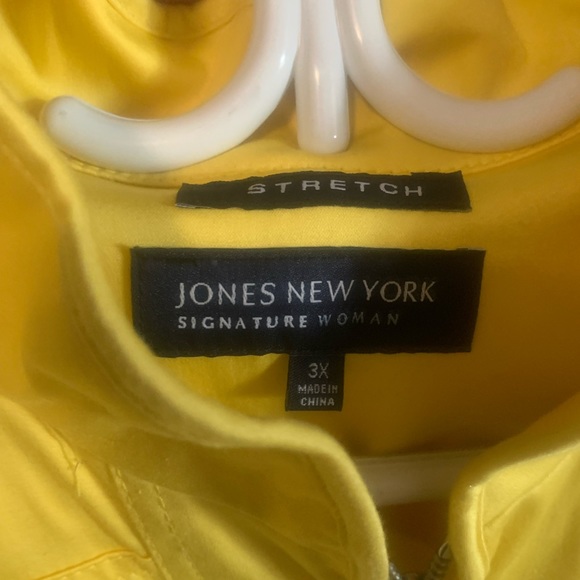 STRETCH
JONES NEW YORK
SIGNATURE WOMAN
3X
MADE IN
CHINA